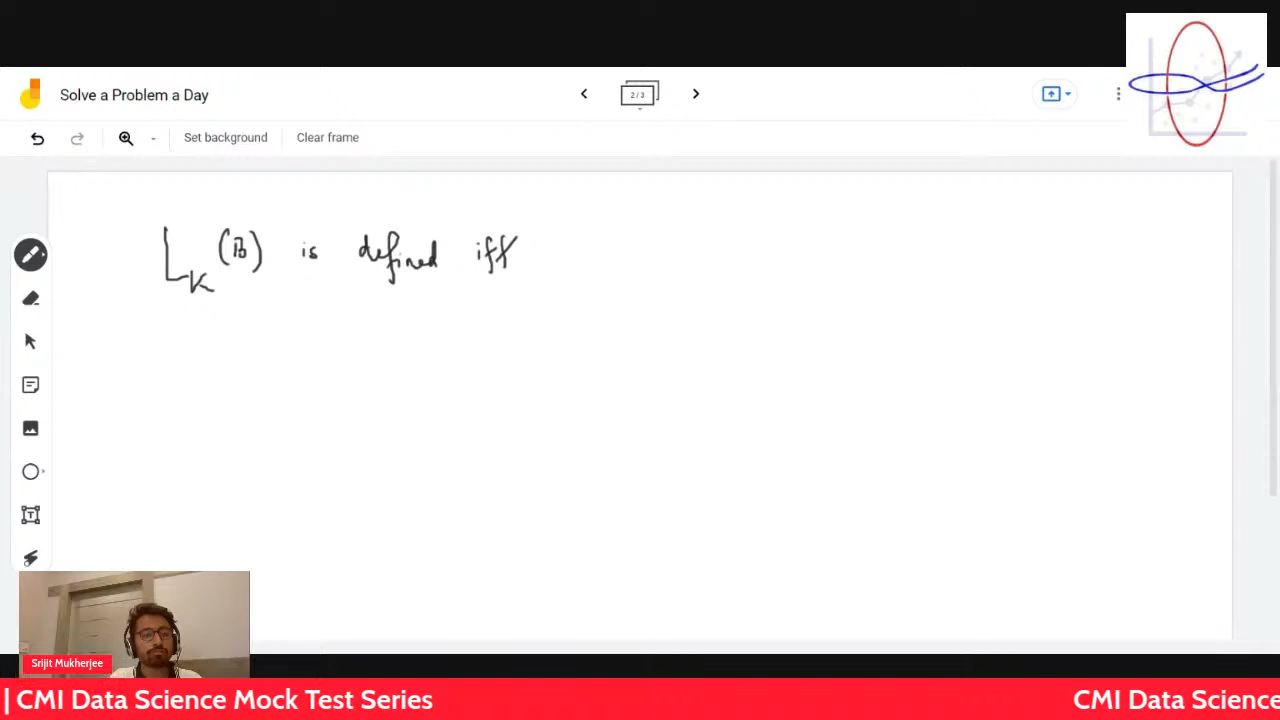 Solve a Problem a Day
2 / 3
Set background
Clear frame
L_K (B) is defined iff
Srijit Mukherjee
| CMI Data Science Mock Test Series
CMI Data Science